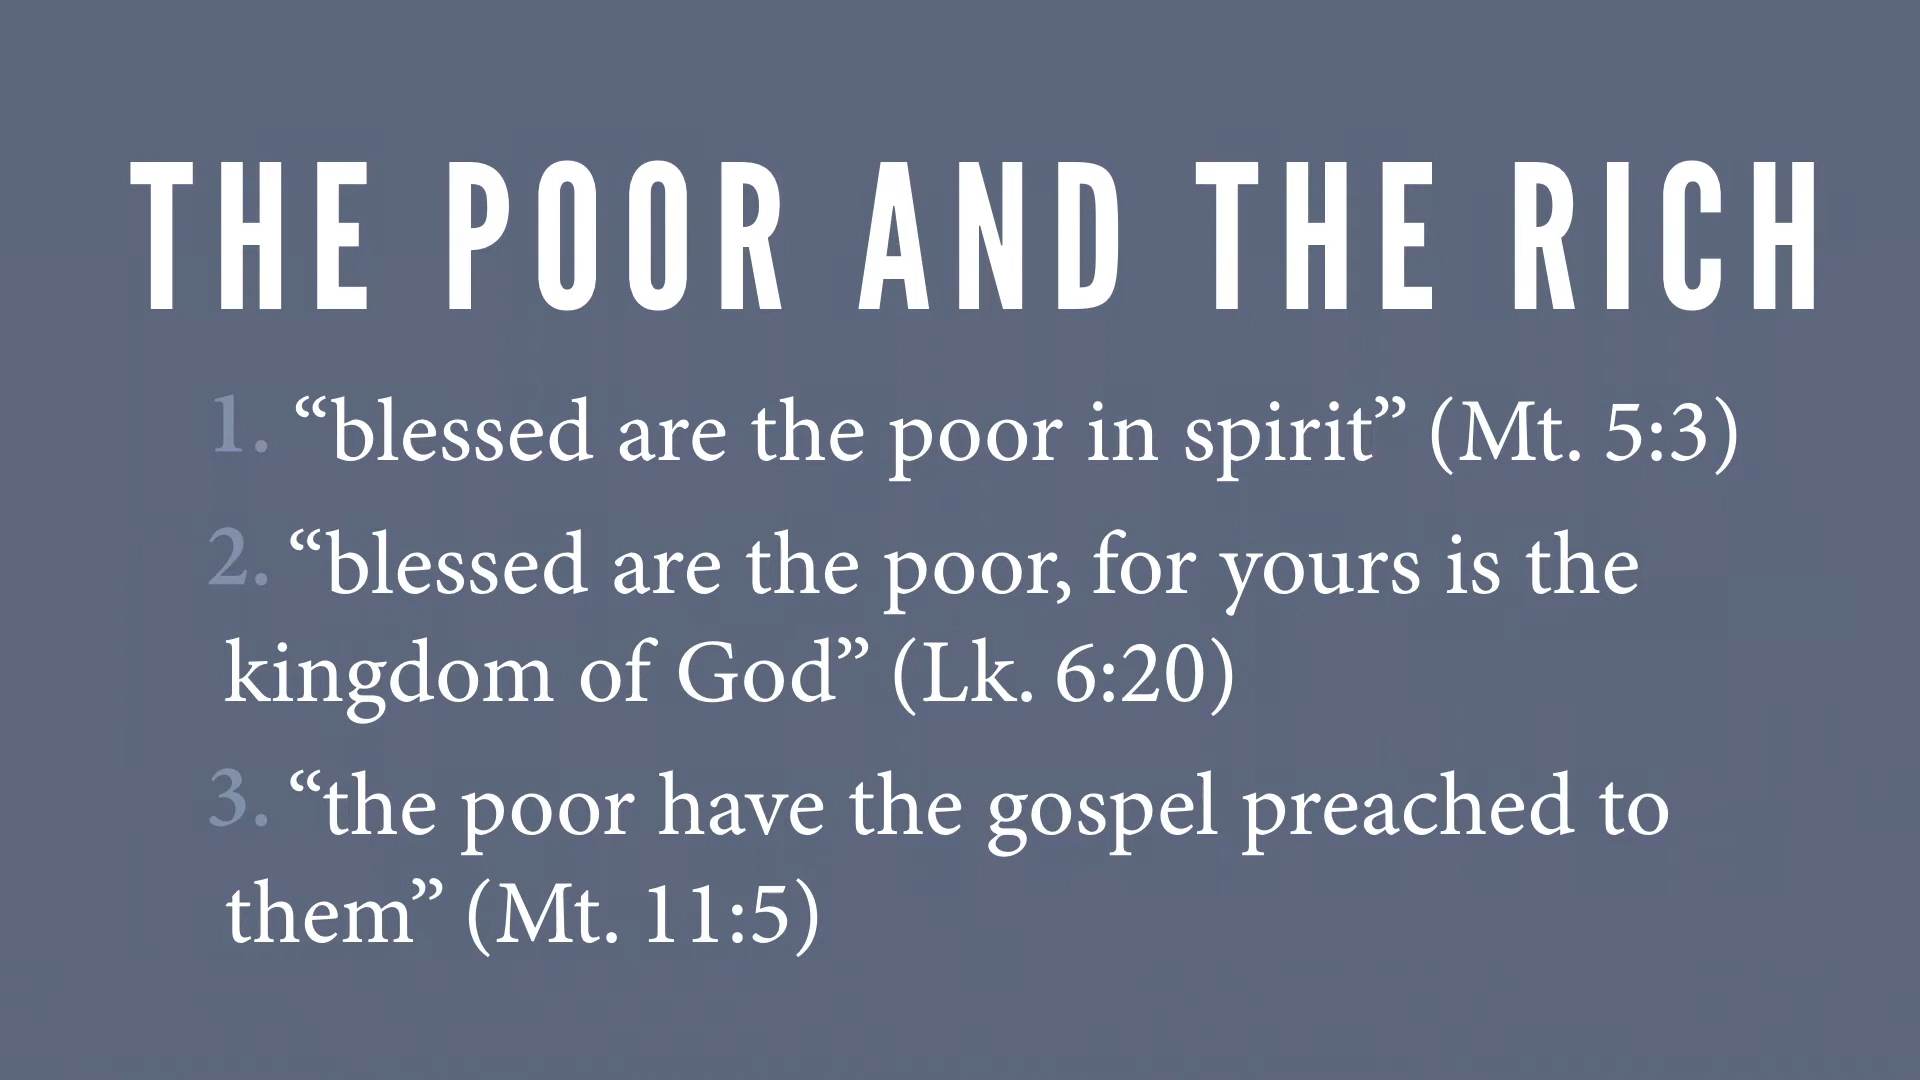 THE POOR AND THE RICH
1. “blessed are the poor in spirit” (Mt. 5:3)
2. “blessed are the poor, for yours is the
kingdom of God” (Lk. 6:20)
3. “the poor have the gospel preached to
them” (Mt. 11:5)